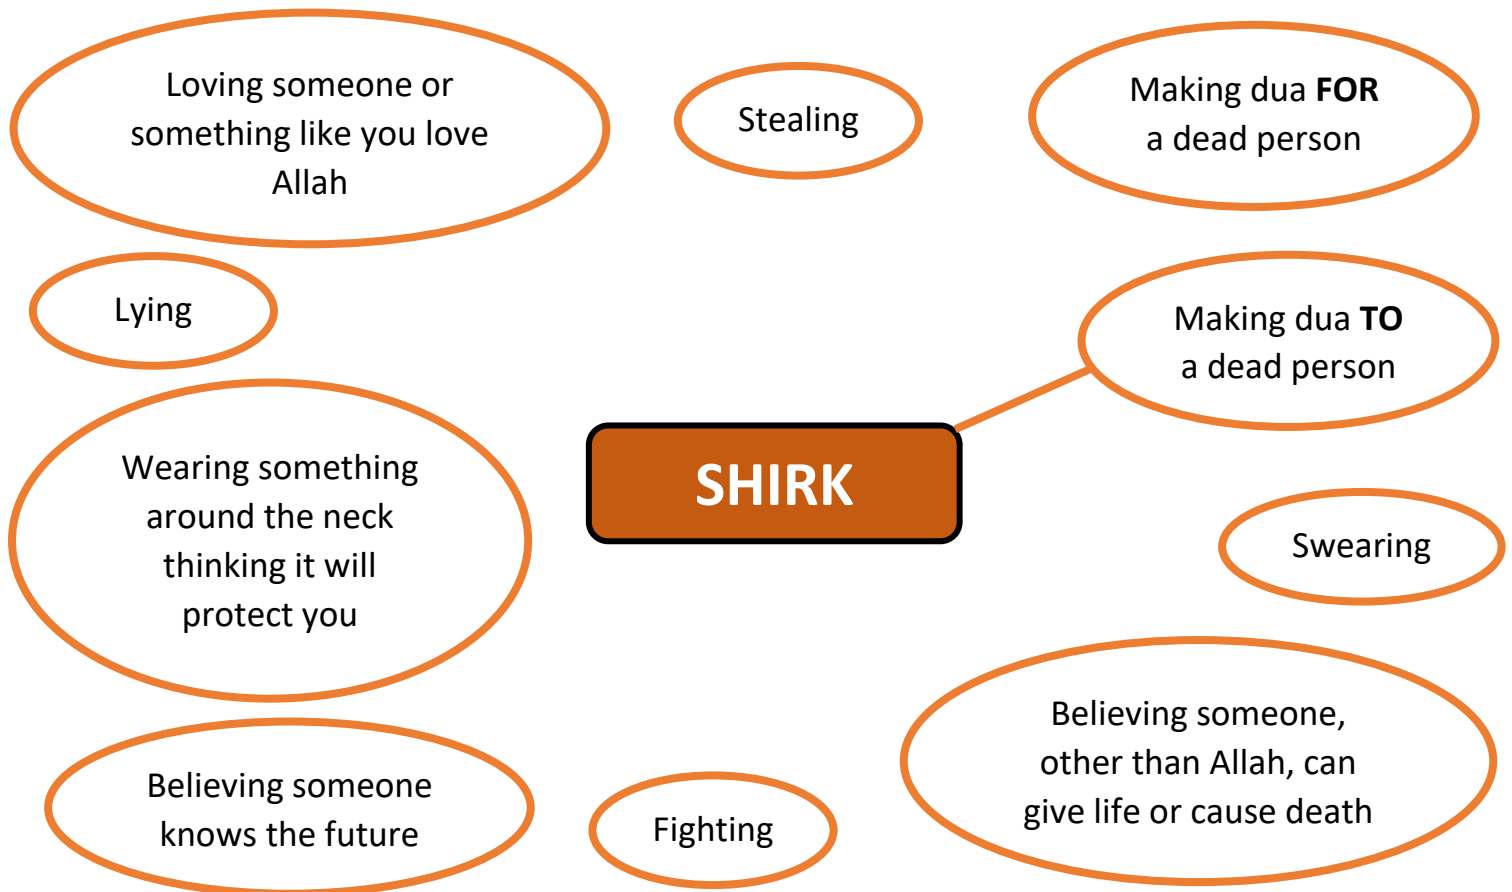 Loving someone or
something like you love
Allah
Stealing
Making dua FOR
a dead person
Lying
Making dua TO
a dead person
Wearing something
around the neck
thinking it will
protect you
SHIRK
Swearing
Believing someone
knows the future
Fighting
Believing someone,
other than Allah, can
give life or cause death